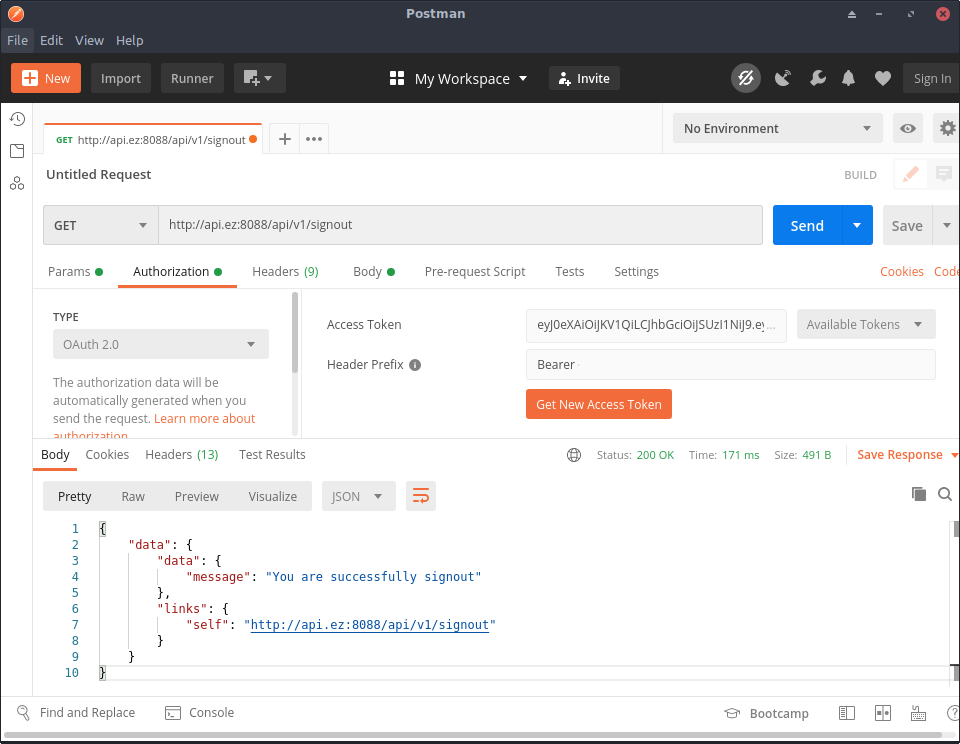 Postman
File Edit View Help
New Import Runner My Workspace Invite Sign In
GET http://api.ez:8088/api/v1/signout
No Environment
Untitled Request BUILD
GET http://api.ez:8088/api/v1/signout Send Save
Params Authorization Headers (9) Body Pre-request Script Tests Settings Cookies Code
TYPE
OAuth 2.0
The authorization data will be
automatically generated when you
send the request. Learn more about
authorization
Access Token eyJ0eXAiOiJKV1QiLCJhbGciOiJSUzI1NiJ9.ey... Available Tokens
Header Prefix Bearer
Get New Access Token
Body Cookies Headers (13) Test Results Status: 200 OK Time: 171 ms Size: 491 B Save Response
Pretty Raw Preview Visualize JSON
1 {
2 "data": {
3 "data": {
4 "message": "You are successfully signout"
5 },
6 "links": {
7 "self": "http://api.ez:8088/api/v1/signout"
8 }
9 }
10 }
Find and Replace Console Bootcamp